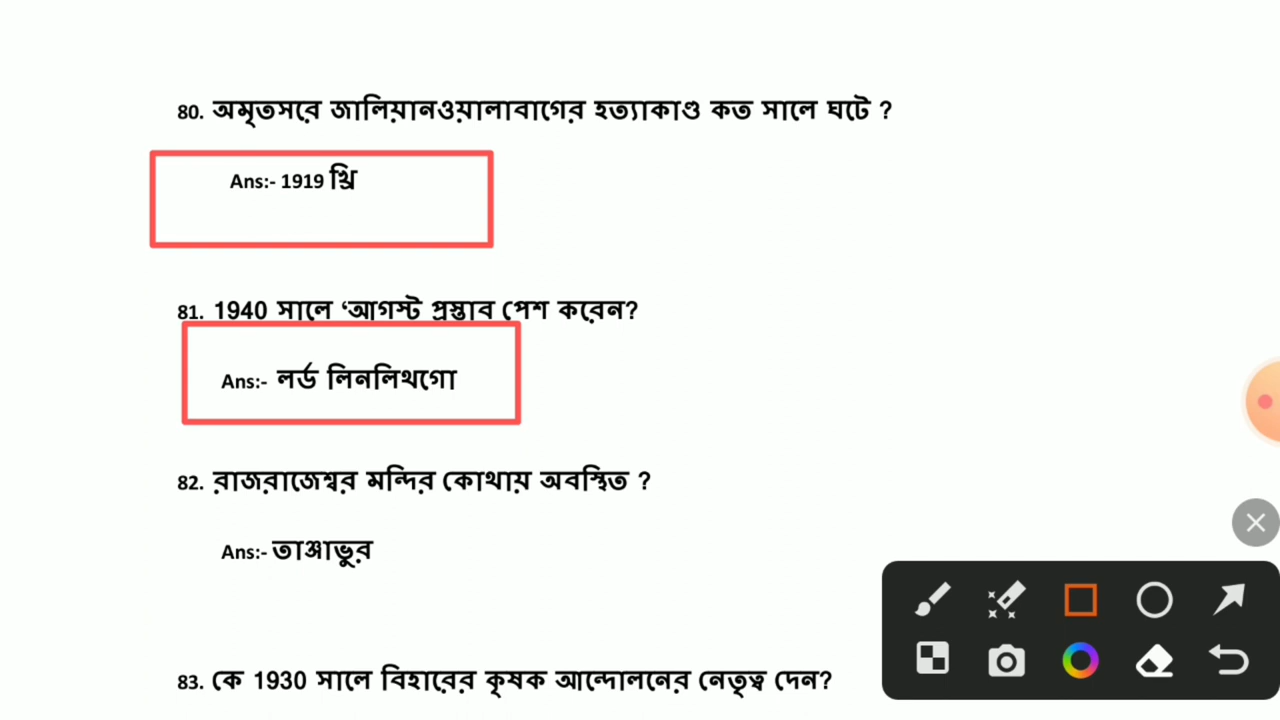 80. অমৃতসরে জালিয়ানওয়ালাবাগের হত্যাকাণ্ড কত সালে ঘটে ?
Ans:- 1919 খ্রি
81. 1940 সালে ‘আগস্ট প্রস্তাব পেশ করেন?
Ans:- লর্ড লিনলিথগো
82. রাজরাজেশ্বর মন্দির কোথায় অবস্থিত ?
Ans:- তাঞ্জাভুর
83. কে 1930 সালে বিহারের কৃষক আন্দোলনের নেতৃত্ব দেন?